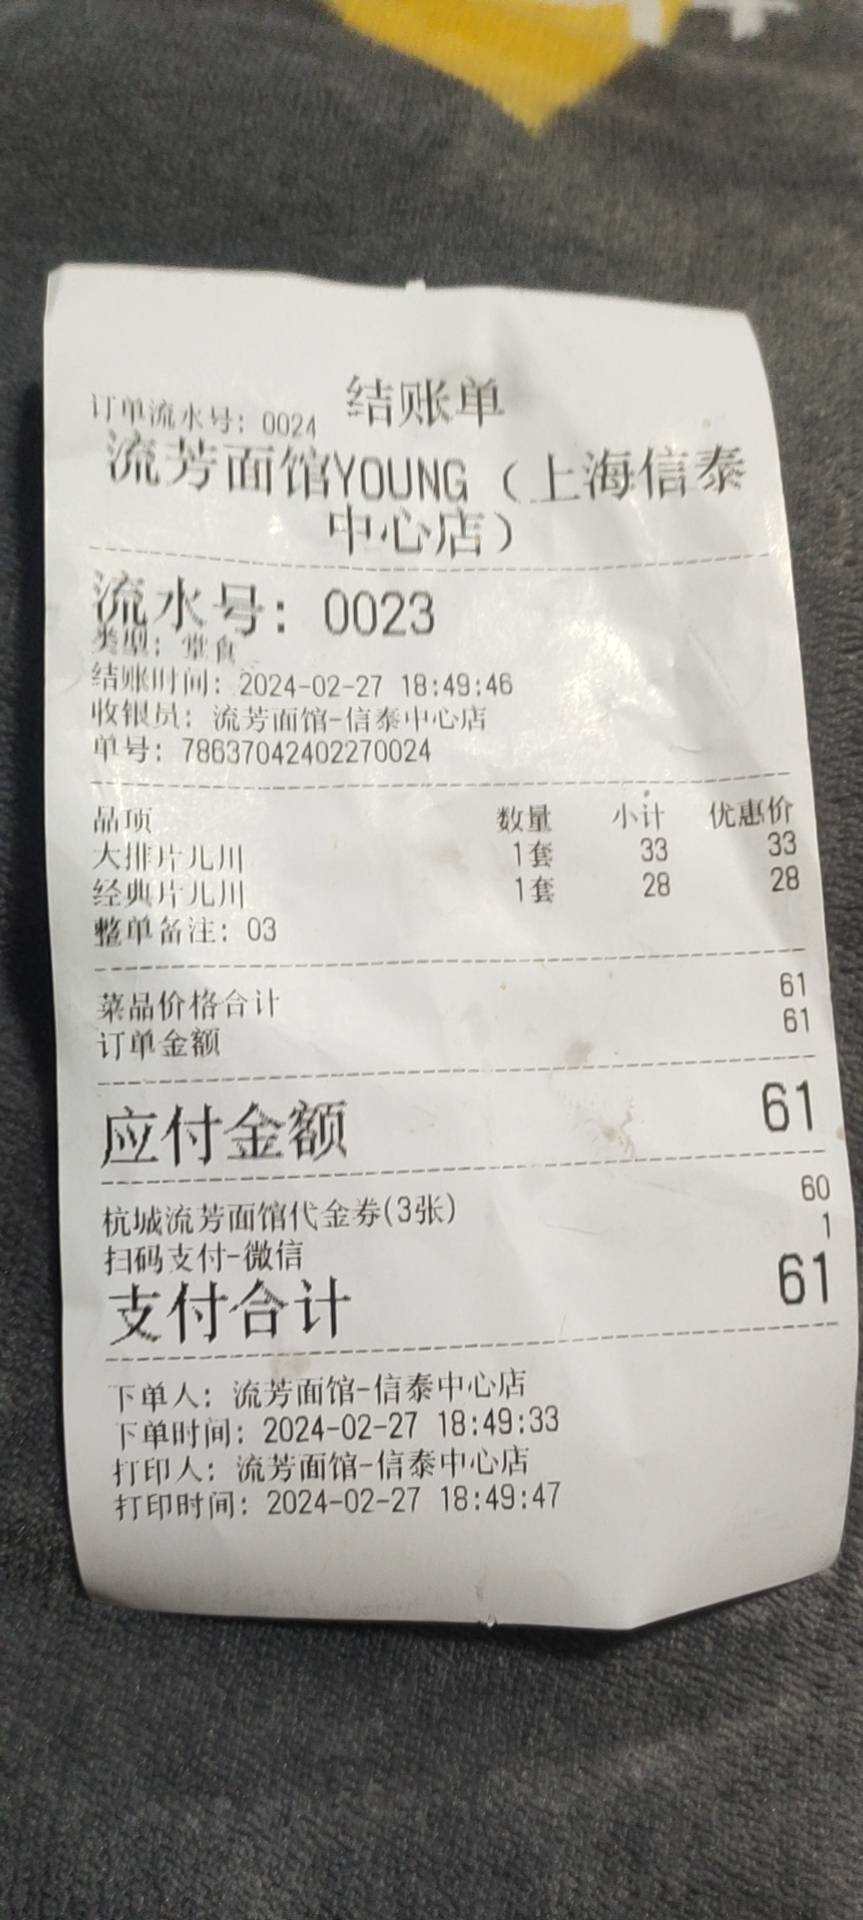 结账单
订单流水号: 0024
流芳面馆YOUNG（上海信泰
中心店）
流水号: 0023
类型: 堂食
结账时间: 2024-02-27 18:49:46
收银员: 流芳面馆-信泰中心店
单号: 78637042402270024
品项 数量 小计 优惠价
大排片儿川 1套 33 33
经典片儿川 1套 28 28
整单备注: 03
菜品价格合计 61
订单金额 61
应付金额 61
杭城流芳面馆代金券(3张) 60
扫码支付-微信 1
支付合计 61
下单人: 流芳面馆-信泰中心店
下单时间: 2024-02-27 18:49:33
打印人: 流芳面馆-信泰中心店
打印时间: 2024-02-27 18:49:47